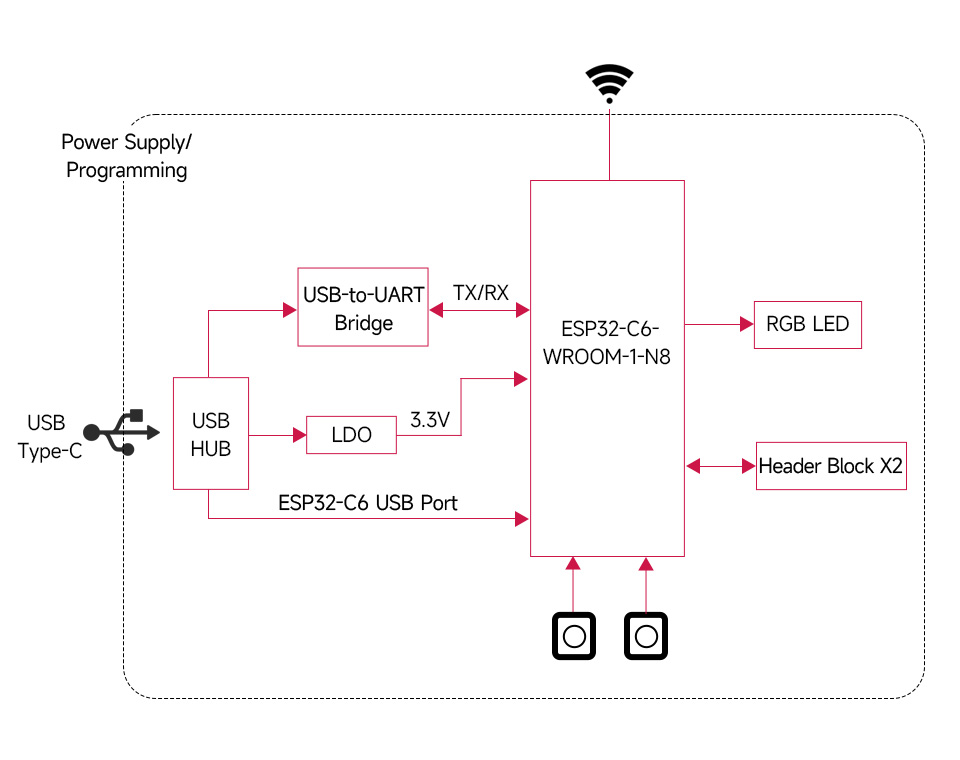 Power Supply/
Programming
USB-to-UART
Bridge
TX/RX
ESP32-C6-
WROOM-1-N8
RGB LED
USB
Type-C
USB
HUB
LDO
3.3V
Header Block X2
ESP32-C6 USB Port